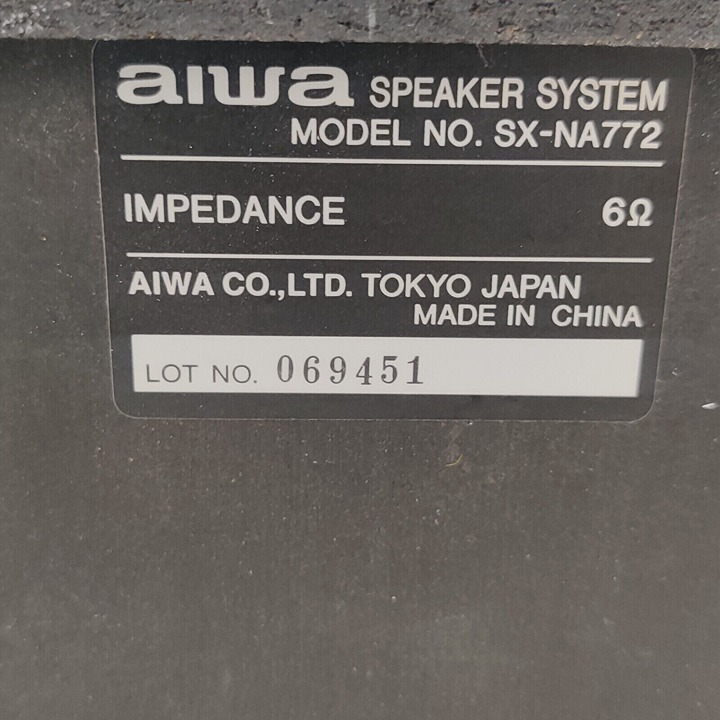 aiwa SPEAKER SYSTEM
MODEL NO. SX-NA772
IMPEDANCE 6Ω
AIWA CO.,LTD. TOKYO JAPAN
MADE IN CHINA
LOT NO. 069451